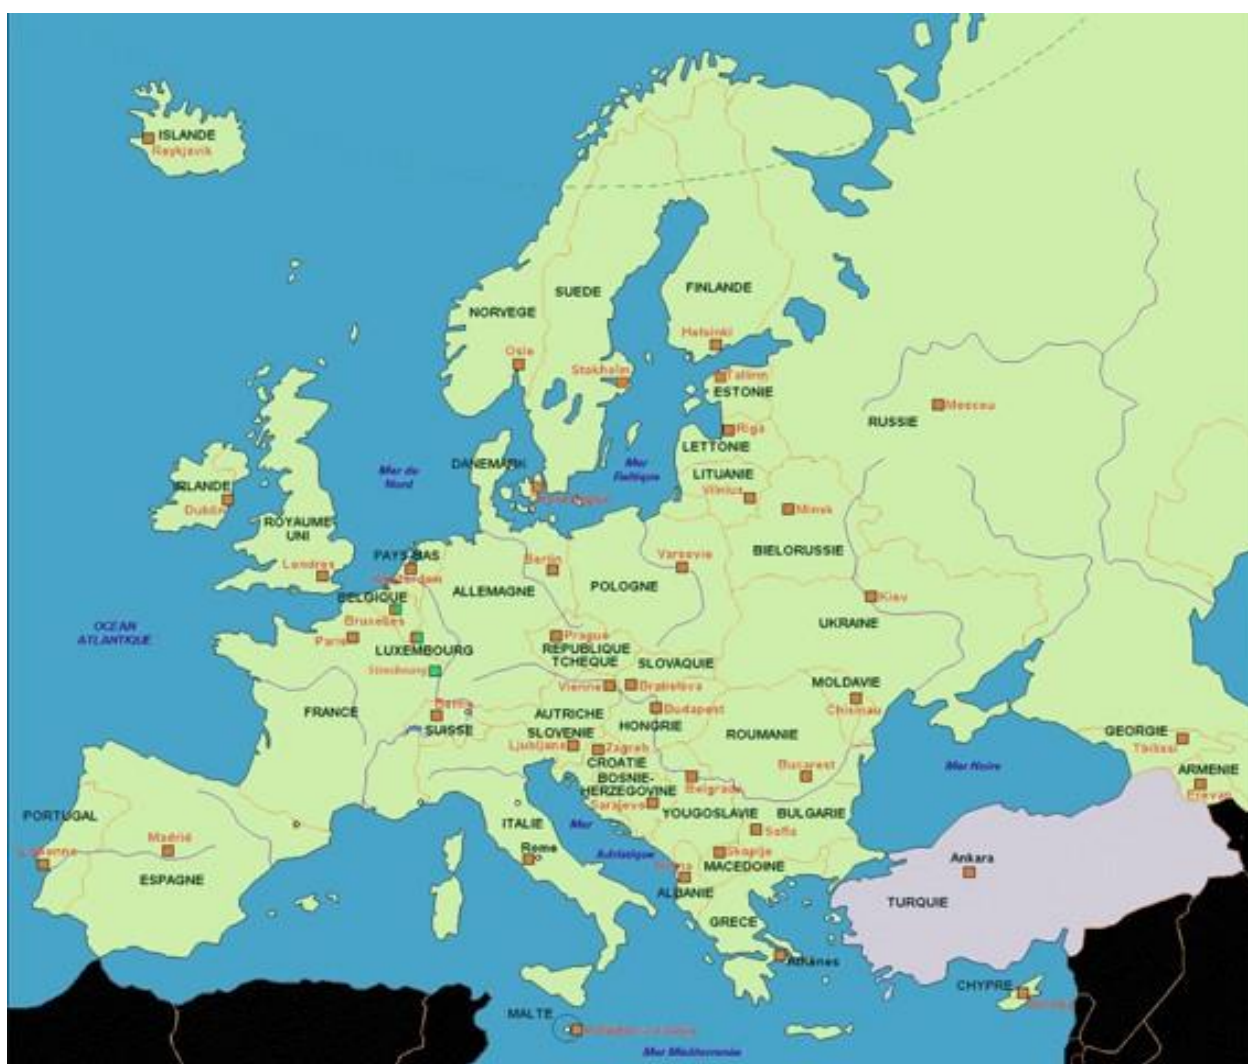 ISLANDE
Reykjavik
SUEDE
FINLANDE
NORVEGE
Helsinki
Oslo
Stokholm
Tallinn
ESTONIE
Moscou
RUSSIE
Riga
LETTONIE
DANEMARK
Mer du
Nord
Mer
Baltique
LITUANIE
Vilnius
IRLANDE
Dublin
Minsk
ROYAUME-
UNI
BIELORUSSIE
PAYS-BAS
Amsterdam
Londres
Berlin
Varsovie
ALLEMAGNE
POLOGNE
BELGIQUE
Bruxelles
Kiev
UKRAINE
OCEAN
ATLANTIQUE
Paris
LUXEMBOURG
Prague
REPUBLIQUE
TCHEQUE
SLOVAQUIE
Strasbourg
Vienne
Bratislava
MOLDAVIE
Chisinau
FRANCE
SUISSE
AUTRICHE
Budapest
HONGRIE
SLOVENIE
Ljubljana
Zagreb
CROATIE
ROUMANIE
GEORGIE
Tbilissi
Mer Noire
BOSNIE-
HERZEGOVINE
Sarajevo
Belgrade
Bucarest
ARMENIE
Erevan
PORTUGAL
Madrid
ESPAGNE
ITALIE
Rome
Mer
Adriatique
YOUGOSLAVIE
BULGARIE
Sofia
Skopije
MACEDOINE
ALBANIE
GRECE
Athènes
Ankara
TURQUIE
CHYPRE
MALTE
Mer Méditerranée